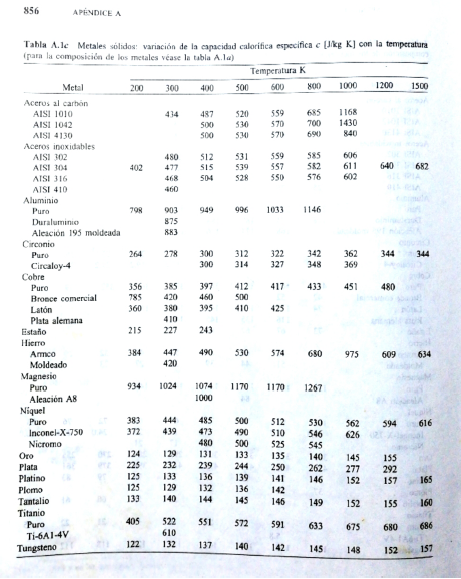 856 APÉNDICE A
Tabla A.1c Metales sólidos: variación de la capacidad calorífica específica c [J/kg K] con la temperatura
(para la composición de los metales véase la tabla A.1a)
Temperatura K
Metal 200 300 400 500 600 800 1000 1200 1500
Aceros al carbón
AISI 1010 434 487 520 559 685 1168
AISI 1042 500 530 570 700 1430
AISI 4130 500 530 570 690 840
Aceros inoxidables
AISI 302 480 512 531 559 585 606
AISI 304 402 477 515 539 557 582 611 640 682
AISI 316 468 504 528 550 576 602
AISI 410 460
Aluminio
Puro 798 903 949 996 1033 1146
Duraluminio 875
Aleación 195 moldeada 883
Circonio
Puro 264 278 300 312 322 342 362 344 344
Circaloy-4 300 314 327 348 369
Cobre
Puro 356 385 397 412 417 433 451 480
Bronce comercial 785 420 460 500
Latón 360 380 395 410 425
Plata alemana 410
Estaño 215 227 243
Hierro
Armco 384 447 490 530 574 680 975 609 634
Moldeado 420
Magnesio
Puro 934 1024 1074 1170 1170 1267
Aleación A8 1000
Níquel
Puro 383 444 485 500 512 530 562 594 616
Inconel-X-750 372 439 473 490 510 546 626
Nicromo 480 500 525 545
Oro 124 129 131 133 135 140 145 155
Plata 225 232 239 244 250 262 277 292
Platino 125 133 136 139 141 146 152 157 165
Plomo 125 129 132 136 142
Tantalio 133 140 144 145 146 149 152 155 160
Titanio
Puro 405 522 551 572 591 633 675 680 686
Ti-6A1-4V 610
Tungsteno 122 132 137 140 142 145 148 152 157